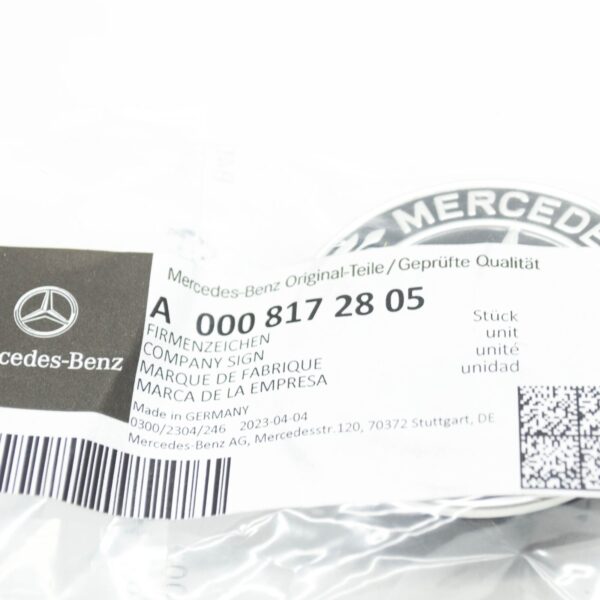 MERCEDE
Mercedes-Benz Original-Teile/Geprüfte Qualität
A 000 817 28 05
FIRMENZEICHEN
COMPANY SIGN
MARQUE DE FABRIQUE
MARCA DE LA EMPRESA
Stück
unit
unité
unidad
rcedes-Benz
Made in GERMANY
0300/2304/246 2023-04-04
Mercedes-Benz AG, Mercedesstr.120, 70372 Stuttgart, DE